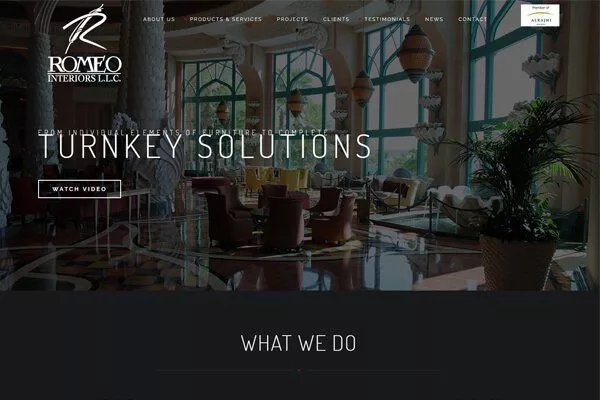 ROMEO
INTERIORS L.L.C.
ABOUT US
PRODUCTS & SERVICES
PROJECTS
CLIENTS
TESTIMONIALS
NEWS
CONTACT
Member of
ALRAJHI
FROM INDIVIDUAL ELEMENTS OF FURNITURE TO COMPLETE
TURNKEY SOLUTIONS
WATCH VIDEO
WHAT WE DO